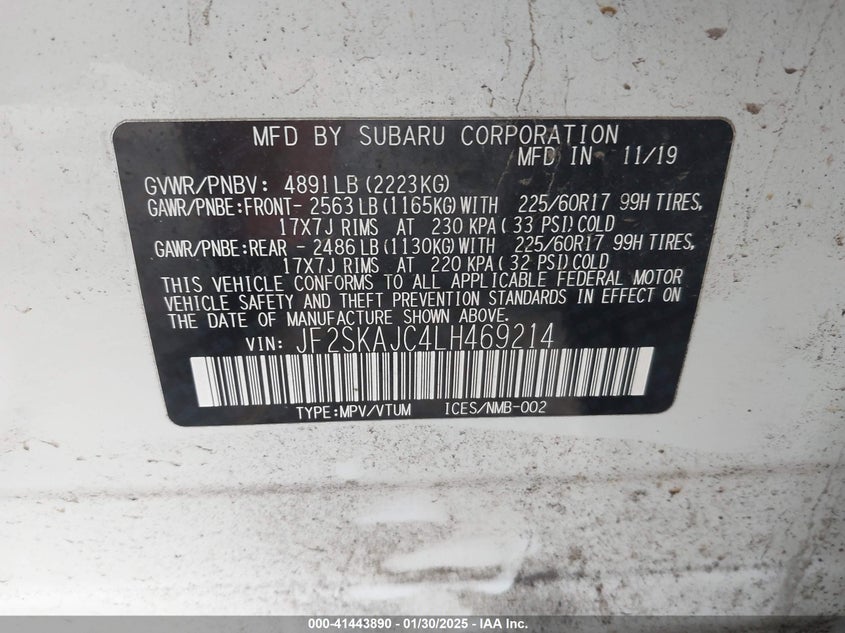 MFD BY SUBARU CORPORATION
MFD IN 11/19
GVWR/PNBV: 4891LB(2223KG)
GAWR/PNBE:FRONT- 2563LB(1165KG)WITH 225/60R17 99H TIRES,
17X7J RIMS AT 230 KPA( 33 PSI)COLD
GAWR/PNBE:REAR - 2486LB(1130KG)WITH 225/60R17 99H TIRES,
17X7J RIMS AT 220 KPA( 32 PSI)COLD
THIS VEHICLE CONFORMS TO ALL APPLICABLE FEDERAL MOTOR
VEHICLE SAFETY AND THEFT PREVENTION STANDARDS IN EFFECT ON
THE DATE OF MANUFACTURE SHOWN ABOVE.
VIN: JF2SKAJC4LH469214
TYPE:MPV/VTUM ICES/NMB-002
000-41443890 - 01/30/2025 - IAA Inc.